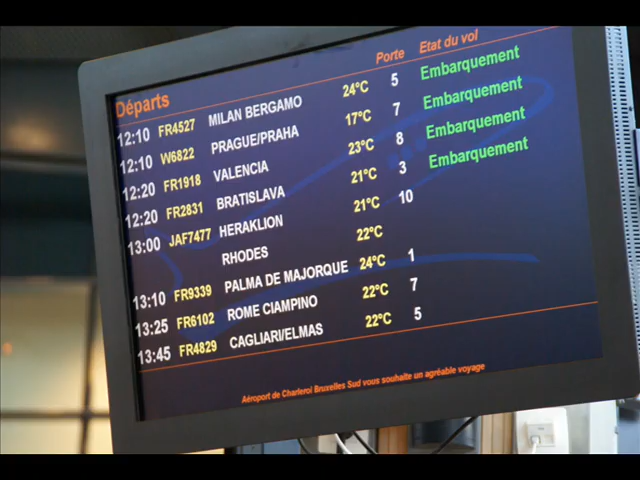 Départs Porte Etat du vol
12:10 FR4527 MILAN BERGAMO 24°C 5 Embarquement
12:10 W6822 PRAGUE/PRAHA 17°C 7 Embarquement
12:20 FR1918 VALENCIA 23°C 8 Embarquement
12:20 FR2831 BRATISLAVA 21°C 3 Embarquement
13:00 JAF7477 HERAKLION 21°C 10
RHODES 22°C
13:10 FR9339 PALMA DE MAJORQUE 24°C 1
13:25 FR6102 ROME CIAMPINO 22°C 7
13:45 FR4829 CAGLIARI/ELMAS 22°C 5
Aéroport de Charleroi Bruxelles Sud vous souhaite un agréable voyage